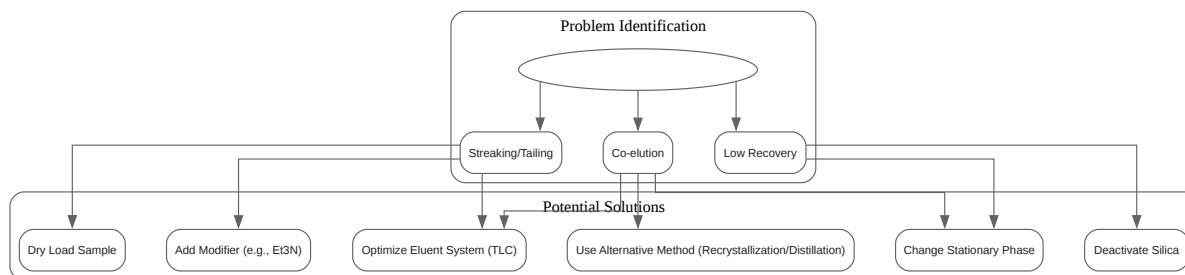 Problem Identification
Streaking/Tailing
Co-elution
Low Recovery
Potential Solutions
Dry Load Sample
Add Modifier (e.g., Et3N)
Optimize Eluent System (TLC)
Use Alternative Method (Recrystallization/Distillation)
Change Stationary Phase
Deactivate Silica